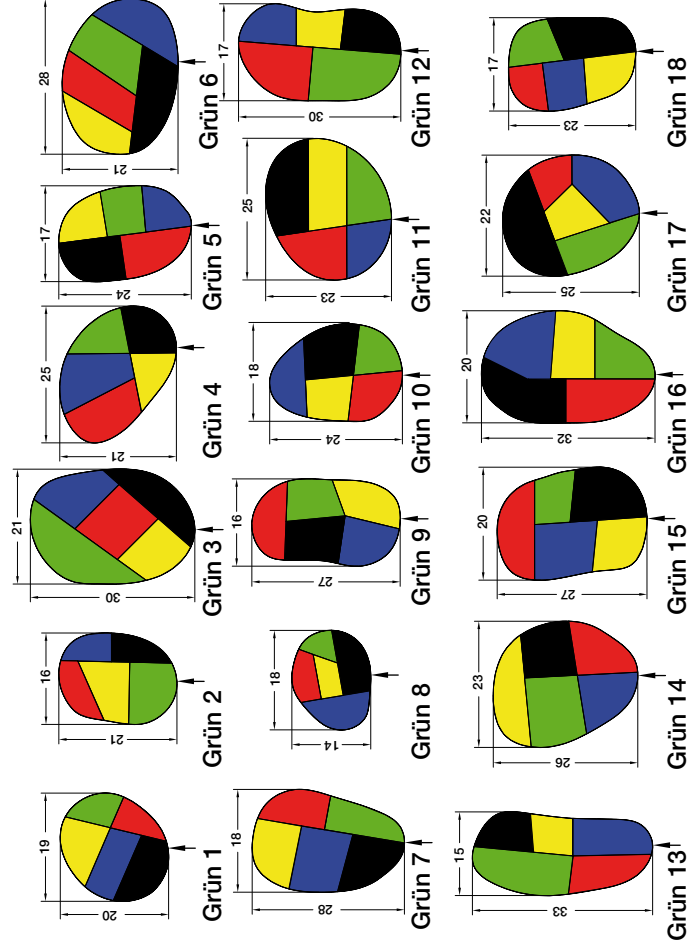 19
20
Grün 1
16
21
Grün 2
21
30
Grün 3
25
21
Grün 4
17
24
Grün 5
28
21
Grün 6
18
28
Grün 7
18
14
Grün 8
16
27
Grün 9
18
24
Grün 10
25
23
Grün 11
17
30
Grün 12
15
33
Grün 13
23
26
Grün 14
20
27
Grün 15
20
32
Grün 16
22
25
Grün 17
17
23
Grün 18